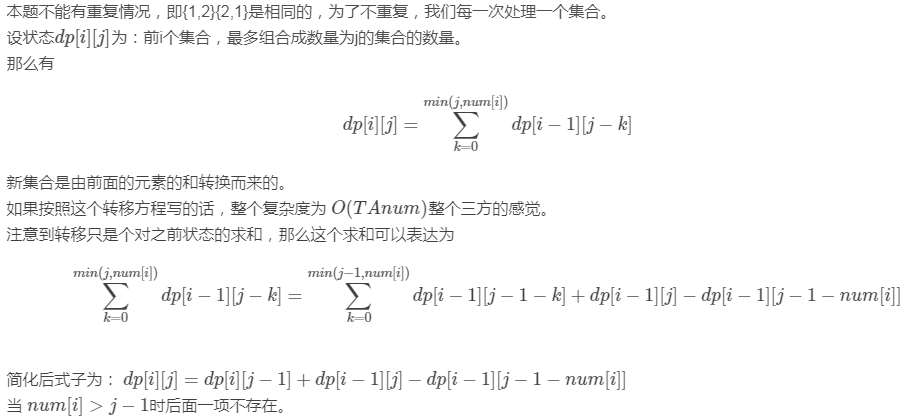 本题不能有重复情况，即{1,2}{2,1}是相同的，为了不重复，我们每一次处理一个集合。
设状态dp[i][j]为：前i个集合，最多组合成数量为j的集合的数量。
那么有
dp[i][j] = \sum_{k=0}^{min(j,num[i])} dp[i − 1][j − k]
新集合是由前面的元素的和转换而来的。
如果按照这个转移方程写的话，整个复杂度为 O(TAnum)整个三方的感觉。
注意到转移只是个对之前状态的求和，那么这个求和可以表达为
\sum_{k=0}^{min(j,num[i])} dp[i − 1][j − k] = \sum_{k=0}^{min(j−1,num[i])} dp[i − 1][j − 1 − k] + dp[i − 1][j] − dp[i − 1][j − 1 − num[i]]
简化后式子为： dp[i][j] = dp[i][j − 1] + dp[i − 1][j] − dp[i − 1][j − 1 − num[i]]
当 num[i] > j − 1时后面一项不存在。